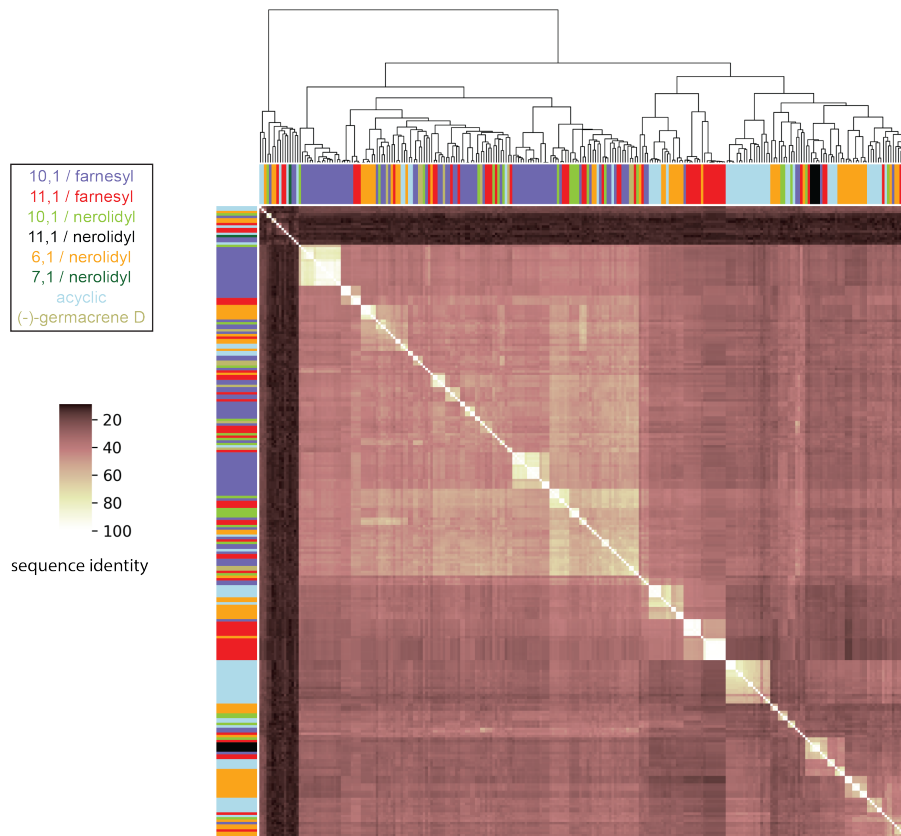 10,1 / farnesyl
11,1 / farnesyl
10,1 / nerolidyl
11,1 / nerolidyl
6,1 / nerolidyl
7,1 / nerolidyl
acyclic
(-)-germacrene D
20
40
60
80
100
sequence identity